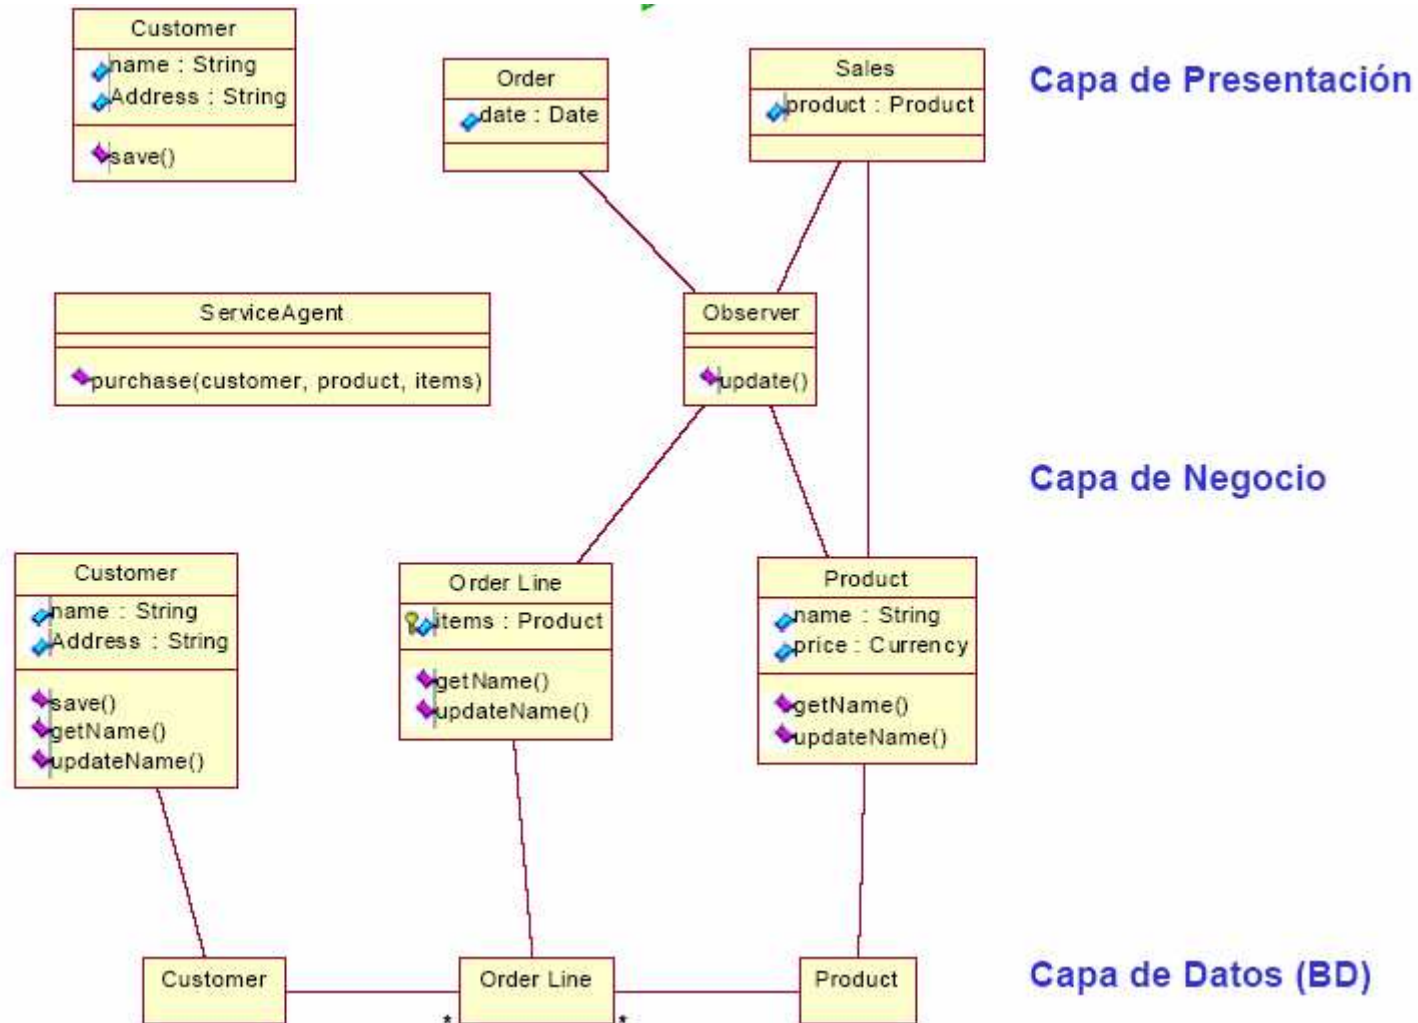 Customer
name : String
Address : String
save()
Order
date : Date
Sales
product : Product
Capa de Presentación
ServiceAgent
purchase(customer, product, items)
Observer
update()
Capa de Negocio
Customer
name : String
Address : String
save()
getName()
updateName()
Order Line
items : Product
getName()
updateName()
Product
name : String
price : Currency
getName()
updateName()
Customer
*
Order Line
*
Product
Capa de Datos (BD)